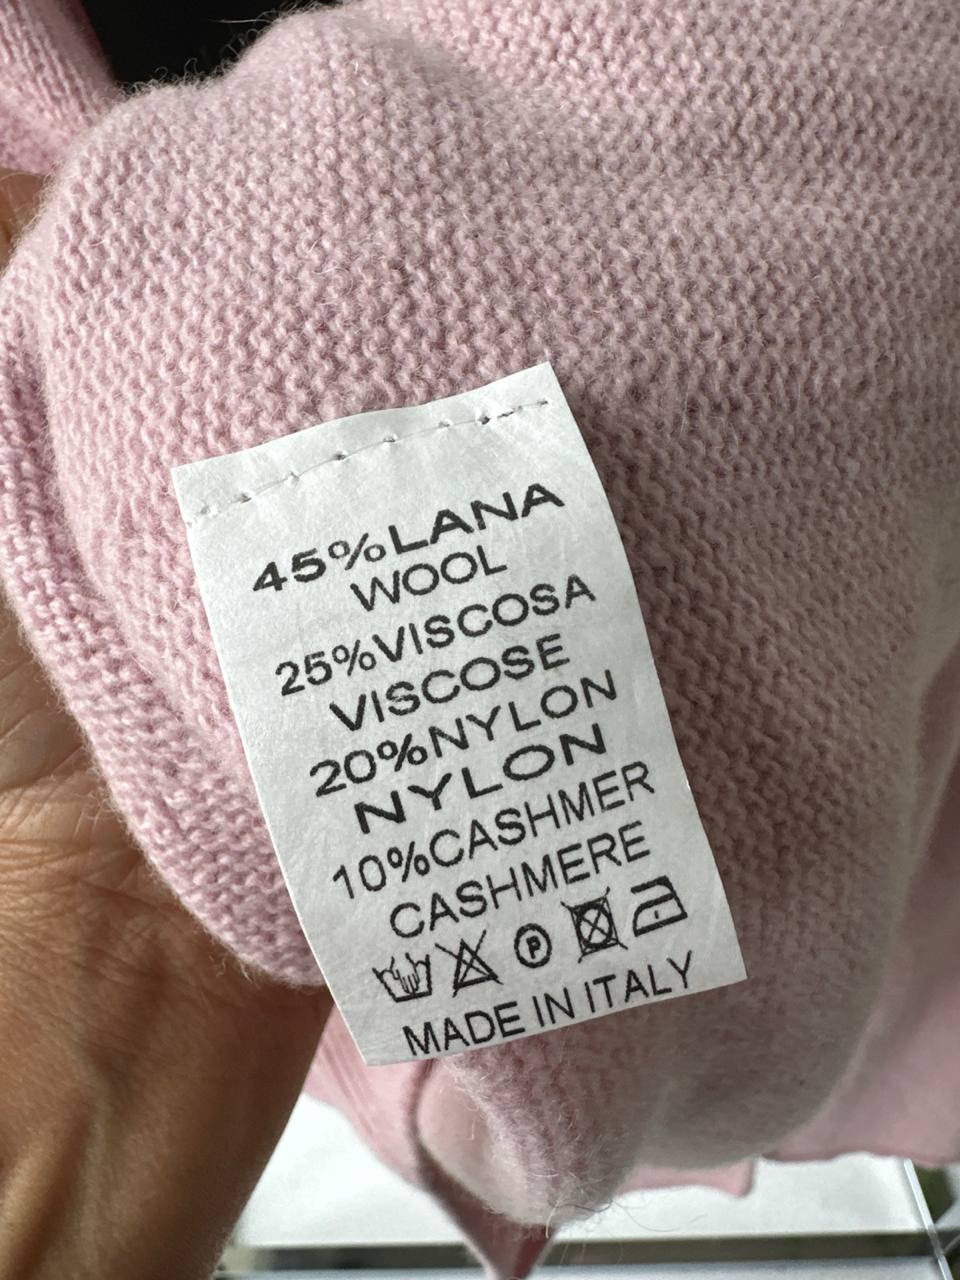 45%LANA
WOOL
25%VISCOSA
VISCOSE
20%NYLON
NYLON
10%CASHMER
CASHMERE
P
MADE IN ITALY